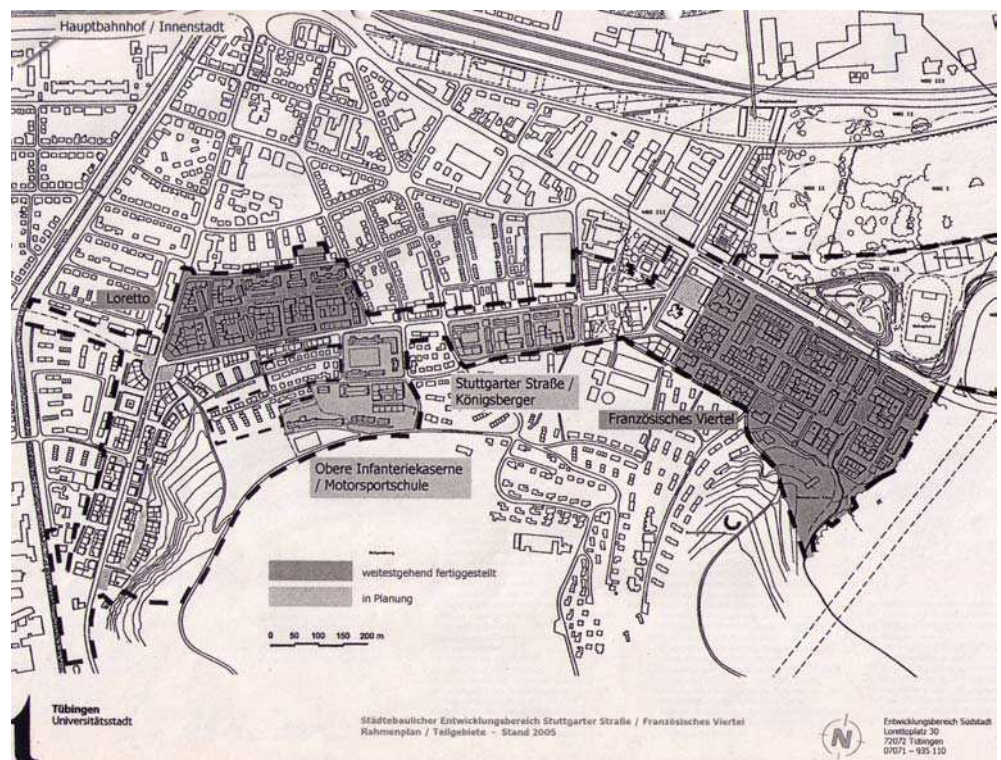 Hauptbahnhof / Innenstadt
Loretto
Stuttgarter Straße /
Königsberger
Französisches Viertel
Obere Infanteriekaserne
/ Motorsportschule
weitestgehend fertiggestellt
in Planung
0 50 100 150 200 m
Tübingen
Universitätsstadt
Städtebaulicher Entwicklungsbereich Stuttgarter Straße / Französisches Viertel
Rahmenplan / Teilgebiete - Stand 2005
N
Entwicklungsbereich Südstadt
Lorettoplatz 30
72072 Tübingen
07071 – 935 110